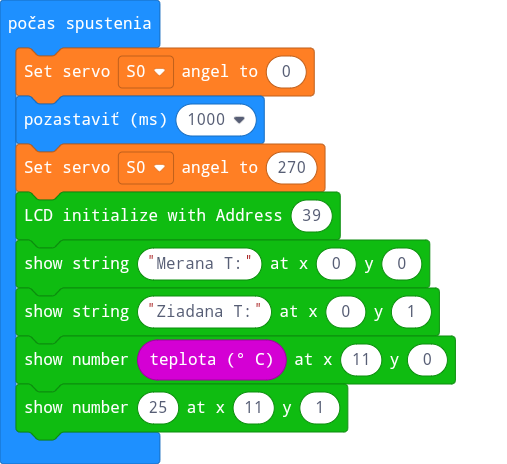 počas spustenia
Set servo S0 angel to 0
pozastaviť (ms) 1000
Set servo S0 angel to 270
LCD initialize with Address 39
show string "Merana T:" at x 0 y 0
show string "Ziadana T:" at x 0 y 1
show number teplota (° C) at x 11 y 0
show number 25 at x 11 y 1